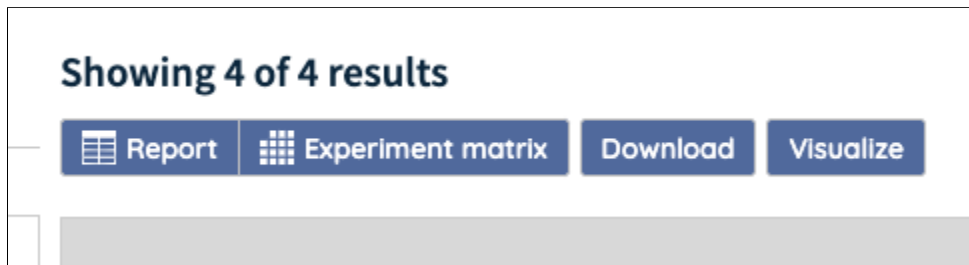 Showing 4 of 4 results
Report Experiment matrix Download Visualize